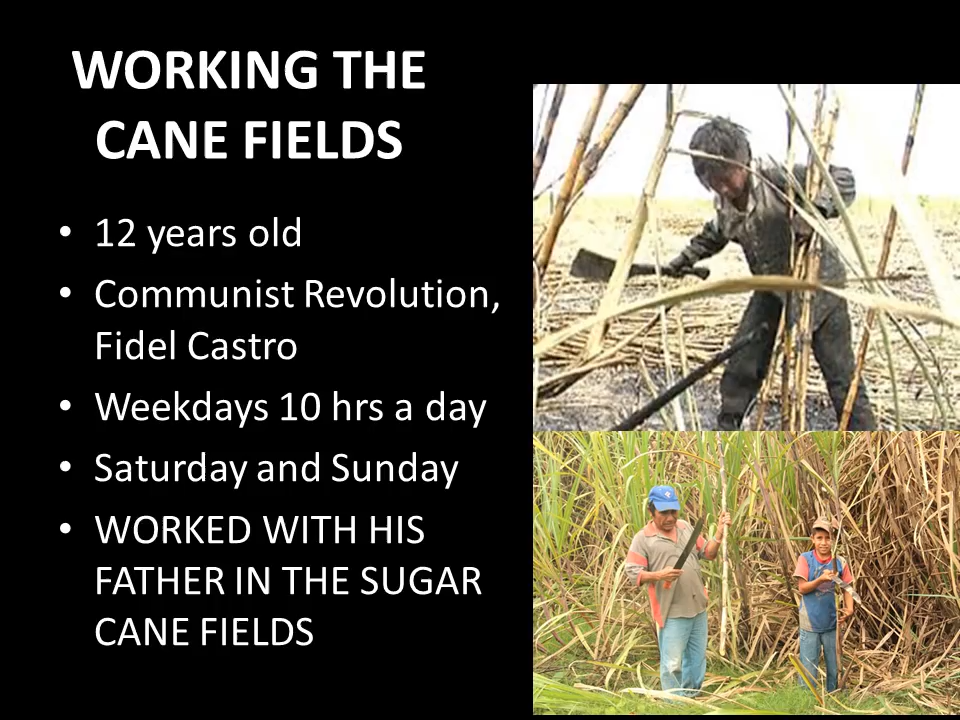 WORKING THE
CANE FIELDS
• 12 years old
• Communist Revolution,
Fidel Castro
• Weekdays 10 hrs a day
• Saturday and Sunday
• WORKED WITH HIS
FATHER IN THE SUGAR
CANE FIELDS